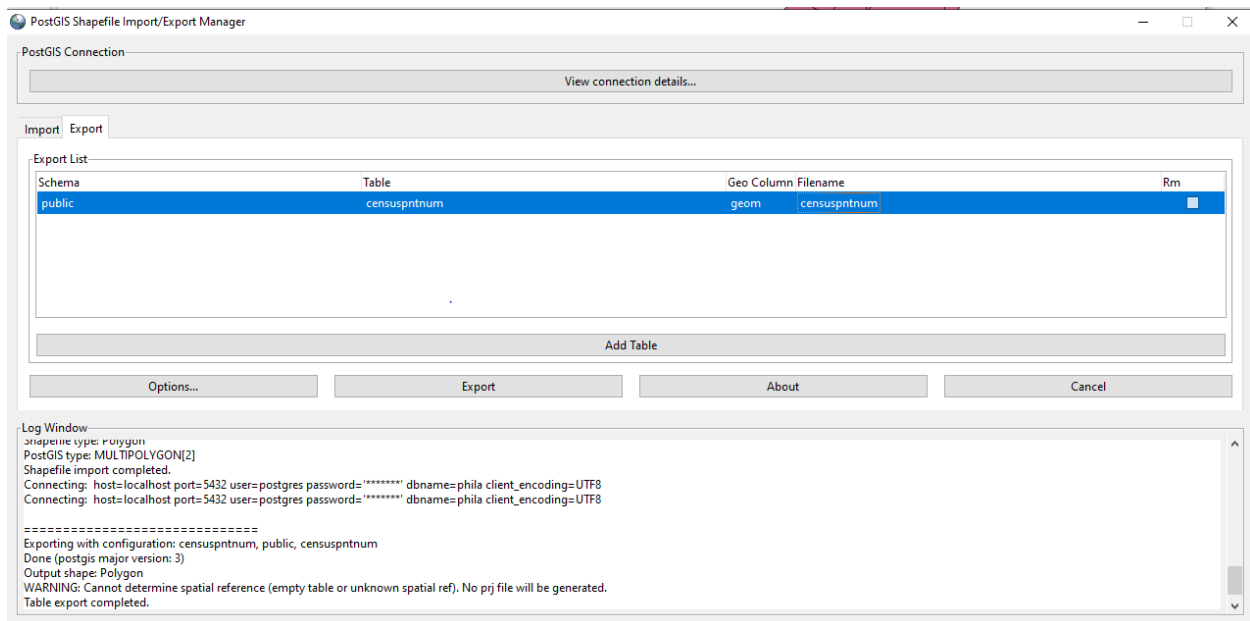 PostGIS Shapefile Import/Export Manager
PostGIS Connection
View connection details...
Import Export
Export List
Schema Table Geo Column Filename Rm
public censuspntnum geom censuspntnum
Add Table
Options... Export About Cancel
Log Window
Shapefile type: Polygon
PostGIS type: MULTIPOLYGON[2]
Shapefile import completed.
Connecting: host=localhost port=5432 user=postgres password='*******' dbname=phila client_encoding=UTF8
Connecting: host=localhost port=5432 user=postgres password='*******' dbname=phila client_encoding=UTF8
==============================
Exporting with configuration: censuspntnum, public, censuspntnum
Done (postgis major version: 3)
Output shape: Polygon
WARNING: Cannot determine spatial reference (empty table or unknown spatial ref). No prj file will be generated.
Table export completed.